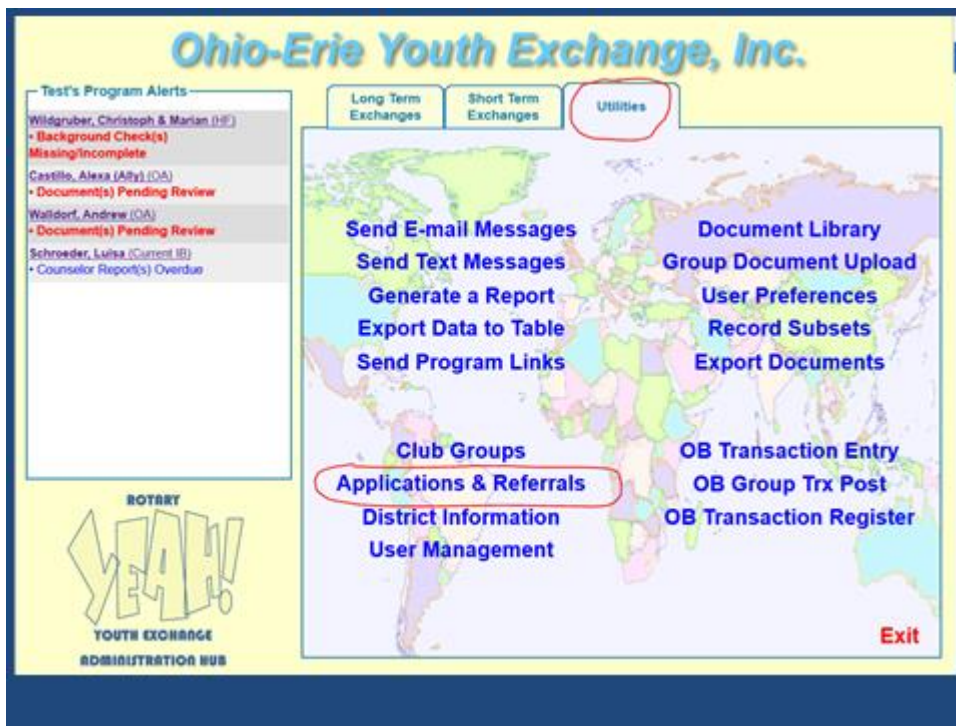 Ohio-Erie Youth Exchange, Inc.
Test's Program Alerts
Wildgruber, Christoph & Marian (HF)
• Background Check(s)
Missing/Incomplete
Castillo, Alexa (Ally) (OA)
• Document(s) Pending Review
Walldorf, Andrew (OA)
• Document(s) Pending Review
Schroeder, Luisa (Current IB)
• Counselor Report(s) Overdue
Long Term
Exchanges
Short Term
Exchanges
Utilities
Send E-mail Messages
Send Text Messages
Generate a Report
Export Data to Table
Send Program Links
Document Library
Group Document Upload
User Preferences
Record Subsets
Export Documents
Club Groups
Applications & Referrals
District Information
User Management
OB Transaction Entry
OB Group Trx Post
OB Transaction Register
Exit
ROTARY
YEAH!
YOUTH EXCHANGE
ADMINISTRATION HUB